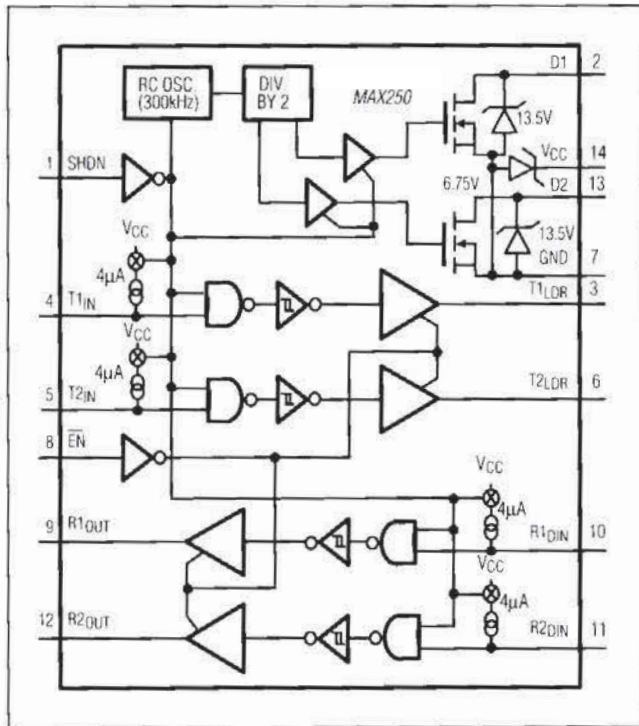 RC OSC
(300kHz)
DIV
BY 2
MAX250
D1 2
13.5V
1 SHDN
VCC 14
6.75V
D2 13
VCC
4μA
13.5V
GND 7
4 T1IN
T1LDR 3
VCC
4μA
5 T2IN
T2LDR 6
8 EN
VCC
4μA
9 R1OUT
R1DIN 10
VCC
4μA
12 R2OUT
R2DIN 11